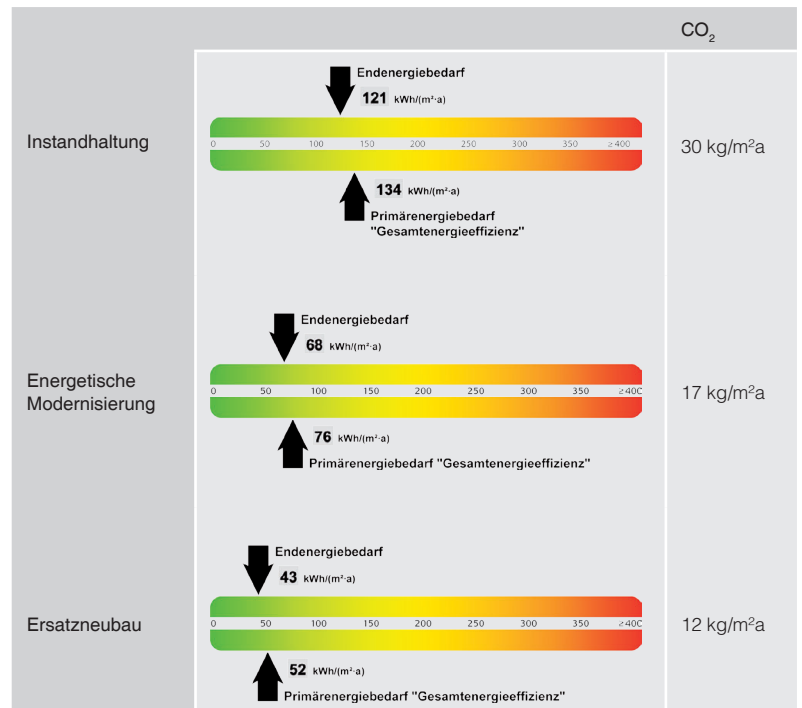 CO₂
Instandhaltung
Endenergiebedarf
121 kWh/(m²·a)
0 50 100 150 200 250 300 350 ≥400
134 kWh/(m²·a)
Primärenergiebedarf
"Gesamtenergieeffizienz"
30 kg/m²a
Energetische
Modernisierung
Endenergiebedarf
68 kWh/(m²·a)
0 50 100 150 200 250 300 350 ≥400
76 kWh/(m²·a)
Primärenergiebedarf "Gesamtenergieeffizienz"
17 kg/m²a
Ersatzneubau
Endenergiebedarf
43 kWh/(m²·a)
0 50 100 150 200 250 300 350 ≥400
52 kWh/(m²·a)
Primärenergiebedarf "Gesamtenergieeffizienz"
12 kg/m²a